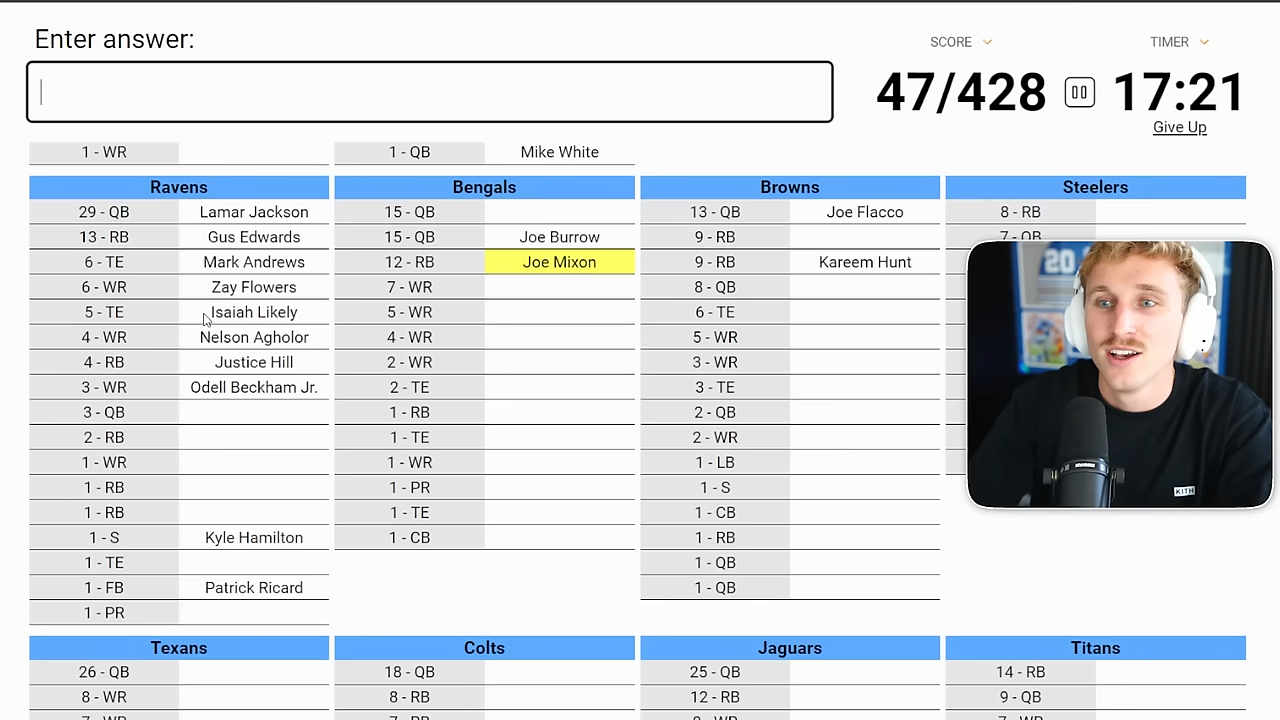 Enter answer:
SCORE
TIMER
47/428
17:21
Give Up
1 - WR
1 - QB Mike White
Ravens Bengals Browns Steelers
29 - QB Lamar Jackson 15 - QB 13 - QB Joe Flacco 8 - RB
13 - RB Gus Edwards 15 - QB Joe Burrow 9 - RB 7 - QB
6 - TE Mark Andrews 12 - RB Joe Mixon 9 - RB Kareem Hunt
6 - WR Zay Flowers 7 - WR 8 - QB
5 - TE Isaiah Likely 5 - WR 6 - TE
4 - WR Nelson Agholor 4 - WR 5 - WR
4 - RB Justice Hill 2 - WR 3 - WR
3 - WR Odell Beckham Jr. 2 - TE 3 - TE
3 - QB 1 - RB 2 - QB
2 - RB 1 - TE 2 - WR
1 - WR 1 - WR 1 - LB
1 - RB 1 - PR 1 - S
1 - RB 1 - TE 1 - CB
1 - S Kyle Hamilton 1 - CB 1 - RB
1 - TE 1 - QB
1 - FB Patrick Ricard 1 - QB
1 - PR
20
KITH
Texans Colts Jaguars Titans
26 - QB 18 - QB 25 - QB 14 - RB
8 - WR 8 - RB 12 - RB 9 - QB